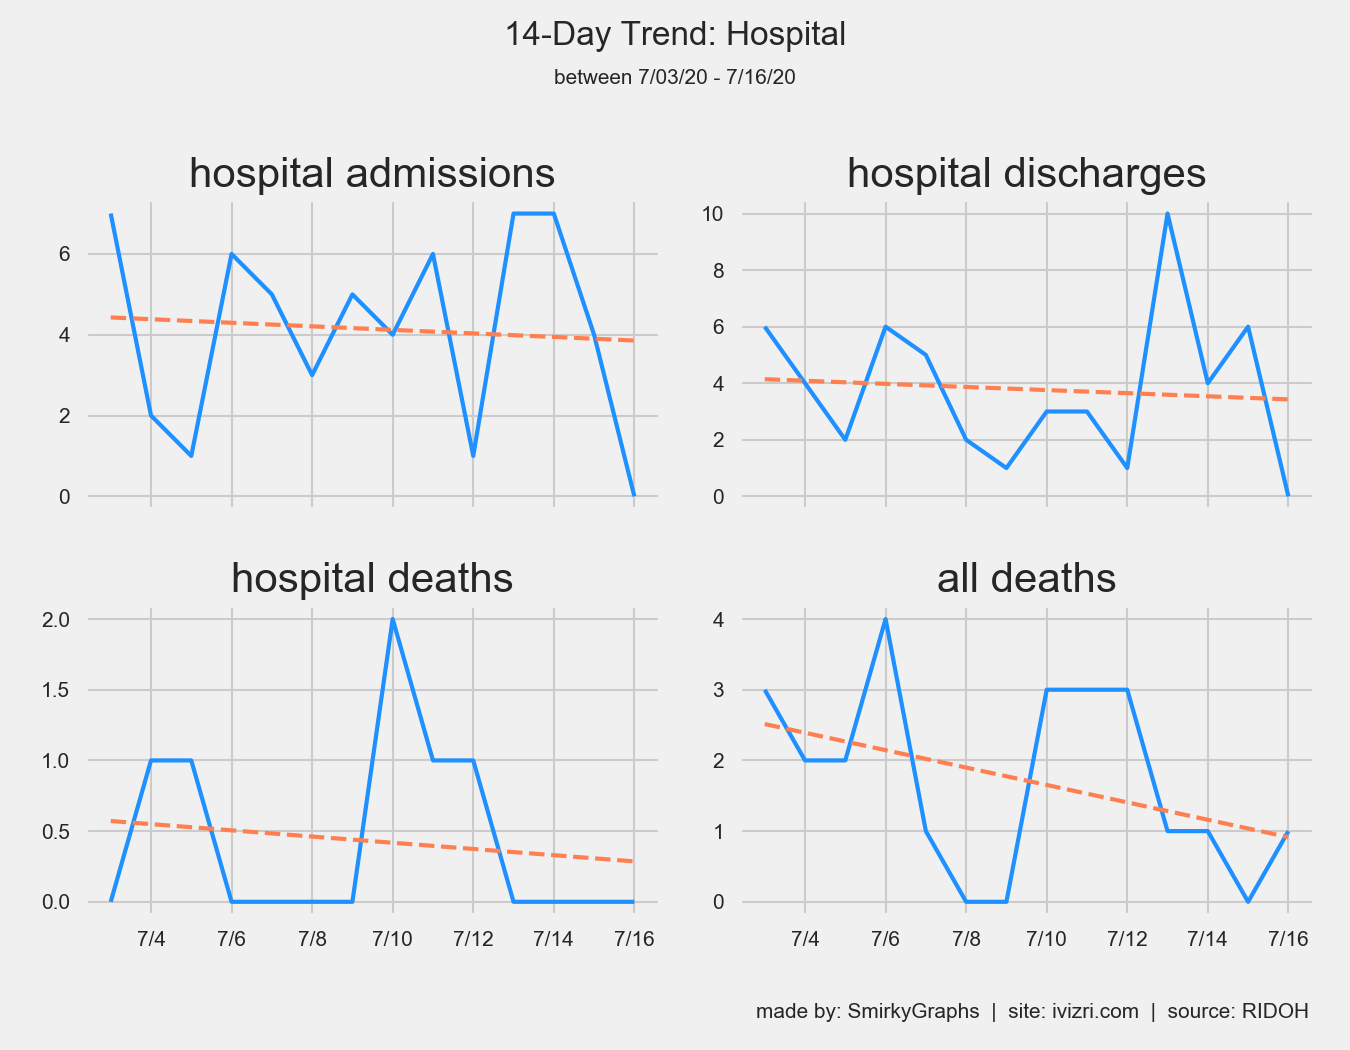 14-Day Trend: Hospital
between 7/03/20 - 7/16/20
hospital admissions
6
4
2
0
hospital discharges
10
8
6
4
2
0
hospital deaths
2.0
1.5
1.0
0.5
0.0
7/4 7/6 7/8 7/10 7/12 7/14 7/16
all deaths
4
3
2
1
0
7/4 7/6 7/8 7/10 7/12 7/14 7/16
made by: SmirkyGraphs | site: ivizri.com | source: RIDOH